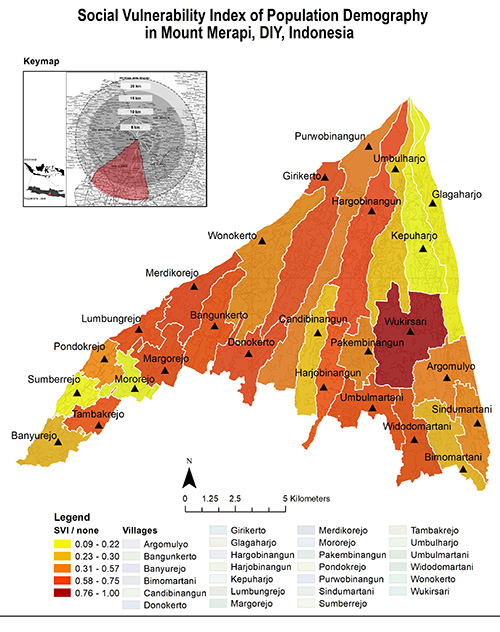 Social Vulnerability Index of Population Demography
in Mount Merapi, DIY, Indonesia
Keymap
20 km
15 km
10 km
5 km
Purwobinangun
Umbulharjo
Girikerto
Glagaharjo
Hargobinangun
Wonokerto
Kepuharjo
Merdikorejo
Lumbungrejo
Bangunkerto
Candibinangun
Wukirsari
Pondokrejo
Margorejo
Donokerto
Pakembinangun
Sumberrejo
Mororejo
Harjobinangun
Argomulyo
Tambakrejo
Umbulmartani
Sindumartani
Banyurejo
Widodomartani
Bimomartani
N
0 1.25 2.5 5 Kilometers
Legend
SVI / none
0.09 - 0.22
0.23 - 0.30
0.31 - 0.57
0.58 - 0.75
0.76 - 1.00
Villages
Argomulyo
Bangunkerto
Banyurejo
Bimomartani
Candibinangun
Donokerto
Girikerto
Glagaharjo
Hargobinangun
Harjobinangun
Kepuharjo
Lumbungrejo
Margorejo
Merdikorejo
Mororejo
Pakembinangun
Pondokrejo
Purwobinangun
Sindumartani
Sumberrejo
Tambakrejo
Umbulharjo
Umbulmartani
Widodomartani
Wonokerto
Wukirsari